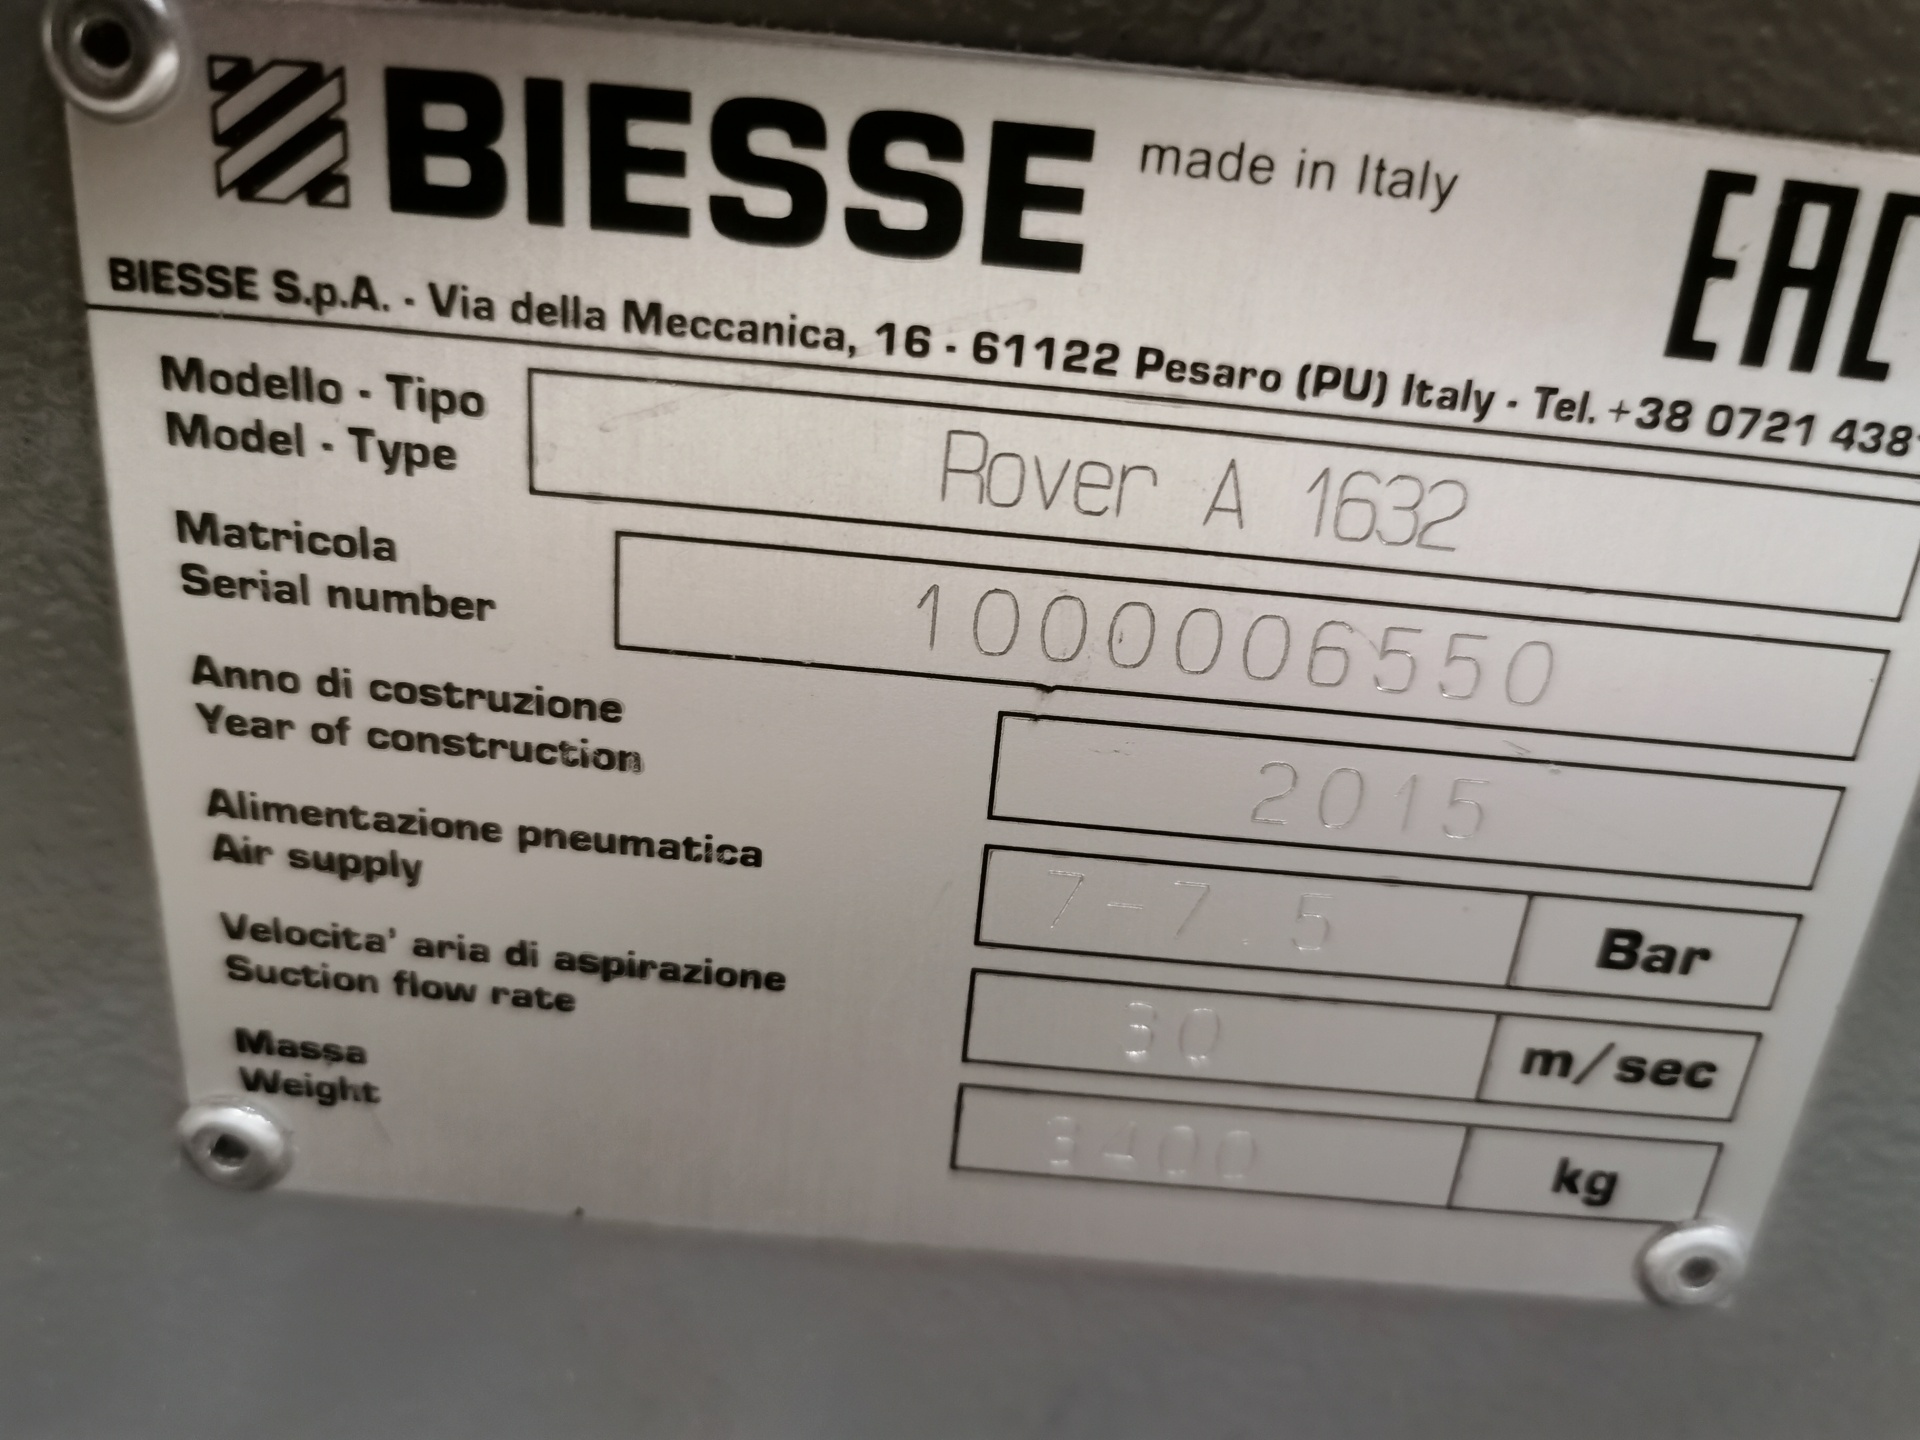 BIESSE made in Italy EAC
BIESSE S.p.A. - Via della Meccanica, 16 - 61122 Pesaro (PU) Italy - Tel. +38 0721 438
Modello - Tipo
Model - Type
Rover A 1632
Matricola
Serial number
1000006550
Anno di costruzione
Year of construction
2015
Alimentazione pneumatica
Air supply
7-7.5 Bar
Velocita' aria di aspirazione
Suction flow rate
30 m/sec
Massa
Weight
3400 kg